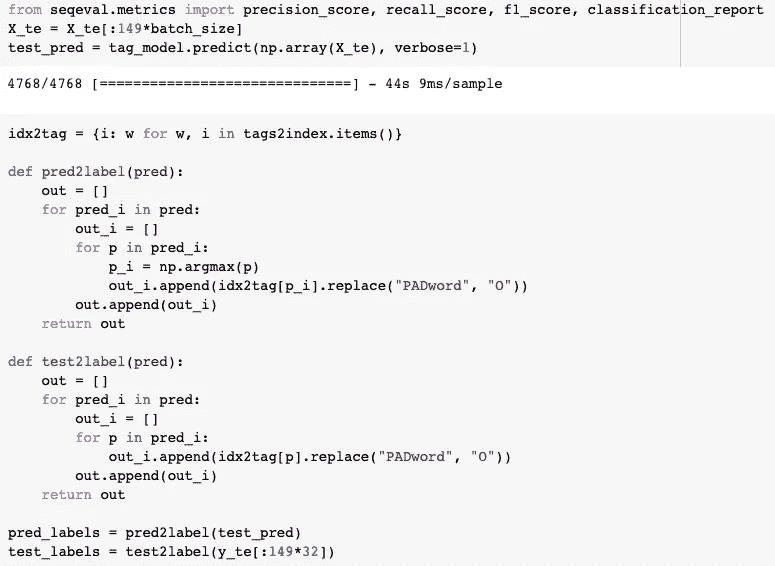 from seqeval.metrics import precision_score, recall_score, f1_score, classification_report
X_te = X_te[:149*batch_size]
test_pred = tag_model.predict(np.array(X_te), verbose=1)
4768/4768 [==============================] - 44s 9ms/sample
idx2tag = {i: w for w, i in tags2index.items()}
def pred2label(pred):
    out = []
    for pred_i in pred:
        out_i = []
        for p in pred_i:
            p_i = np.argmax(p)
            out_i.append(idx2tag[p_i].replace("PADword", "O"))
        out.append(out_i)
    return out
def test2label(pred):
    out = []
    for pred_i in pred:
        out_i = []
        for p in pred_i:
            out_i.append(idx2tag[p].replace("PADword", "O"))
        out.append(out_i)
    return out
pred_labels = pred2label(test_pred)
test_labels = test2label(y_te[:149*32])